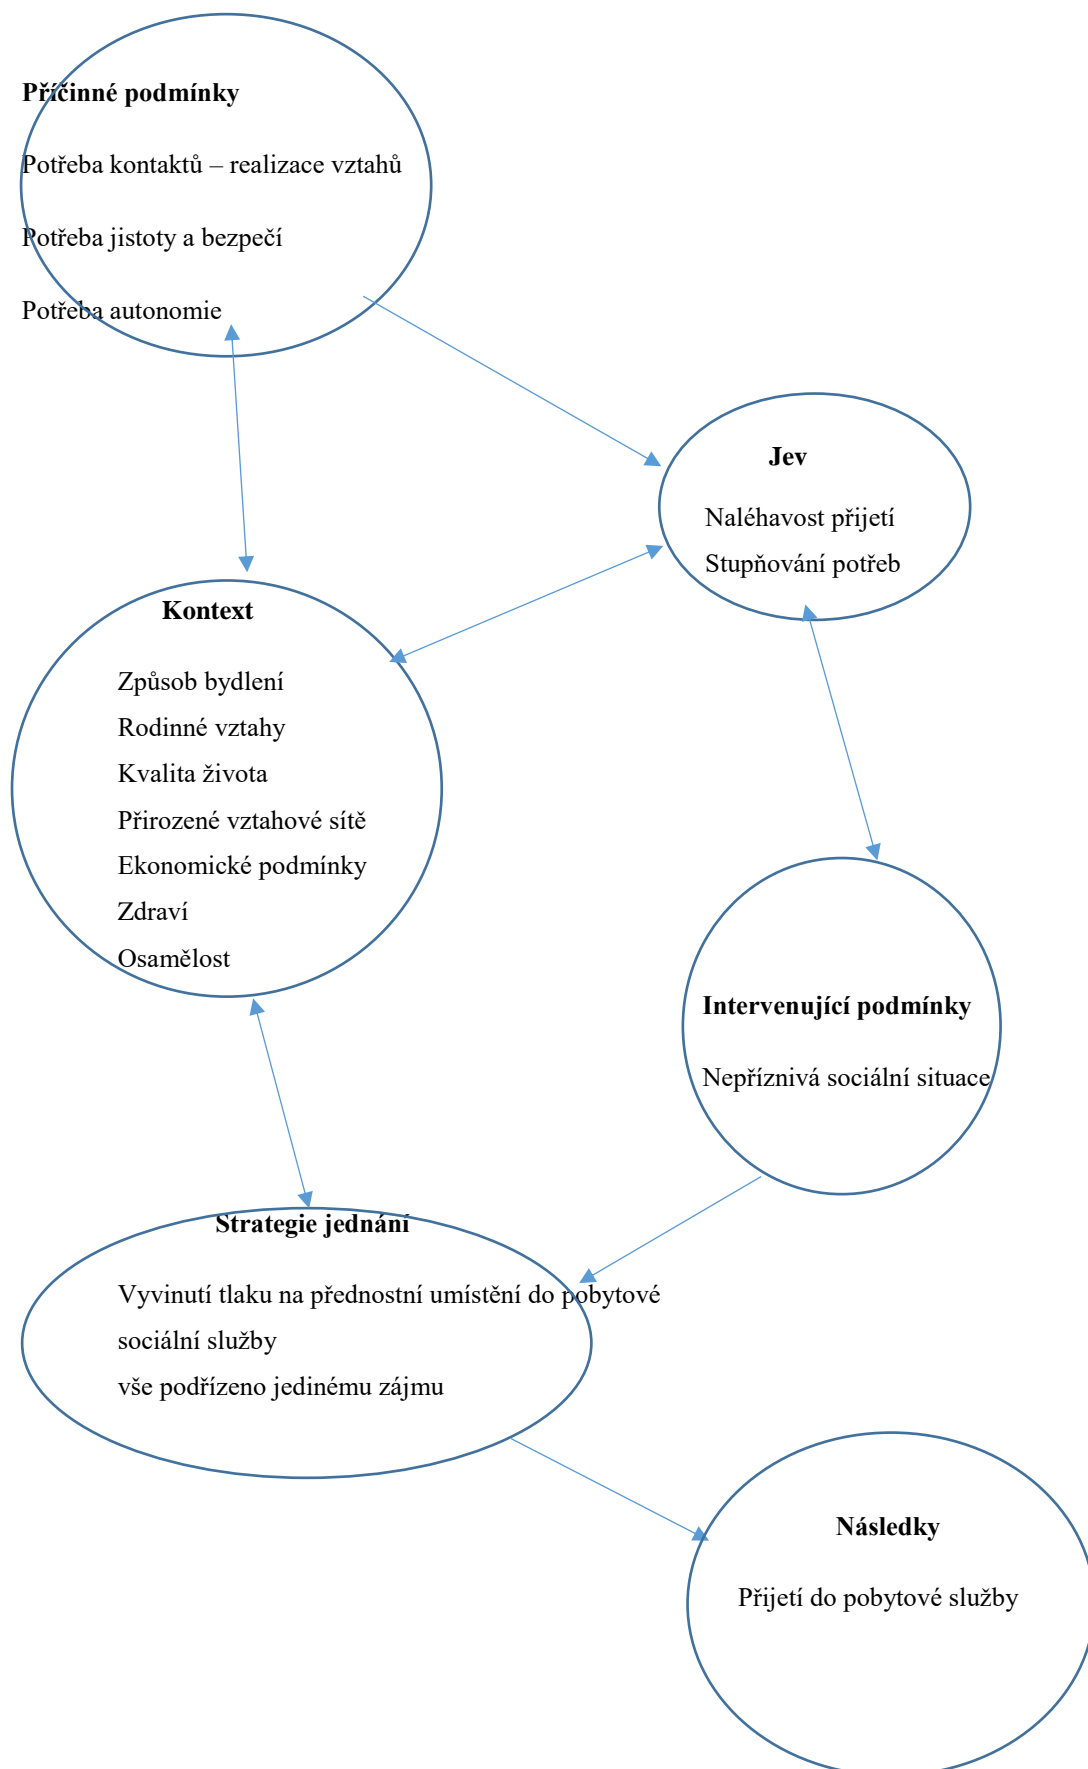 Příčinné podmínky
Potřeba kontaktů – realizace vztahů
Potřeba jistoty a bezpečí
Potřeba autonomie
Jev
Naléhavost přijetí
Stupňování potřeb
Kontext
Způsob bydlení
Rodinné vztahy
Kvalita života
Přirozené vztahové sítě
Ekonomické podmínky
Zdraví
Osamělost
Intervenující podmínky
Nepříznivá sociální situace
Strategie jednání
Vyvinutí tlaku na přednostní umístění do pobytové
sociální služby
vše podřízeno jedinému zájmu
Následky
Přijetí do pobytové služby